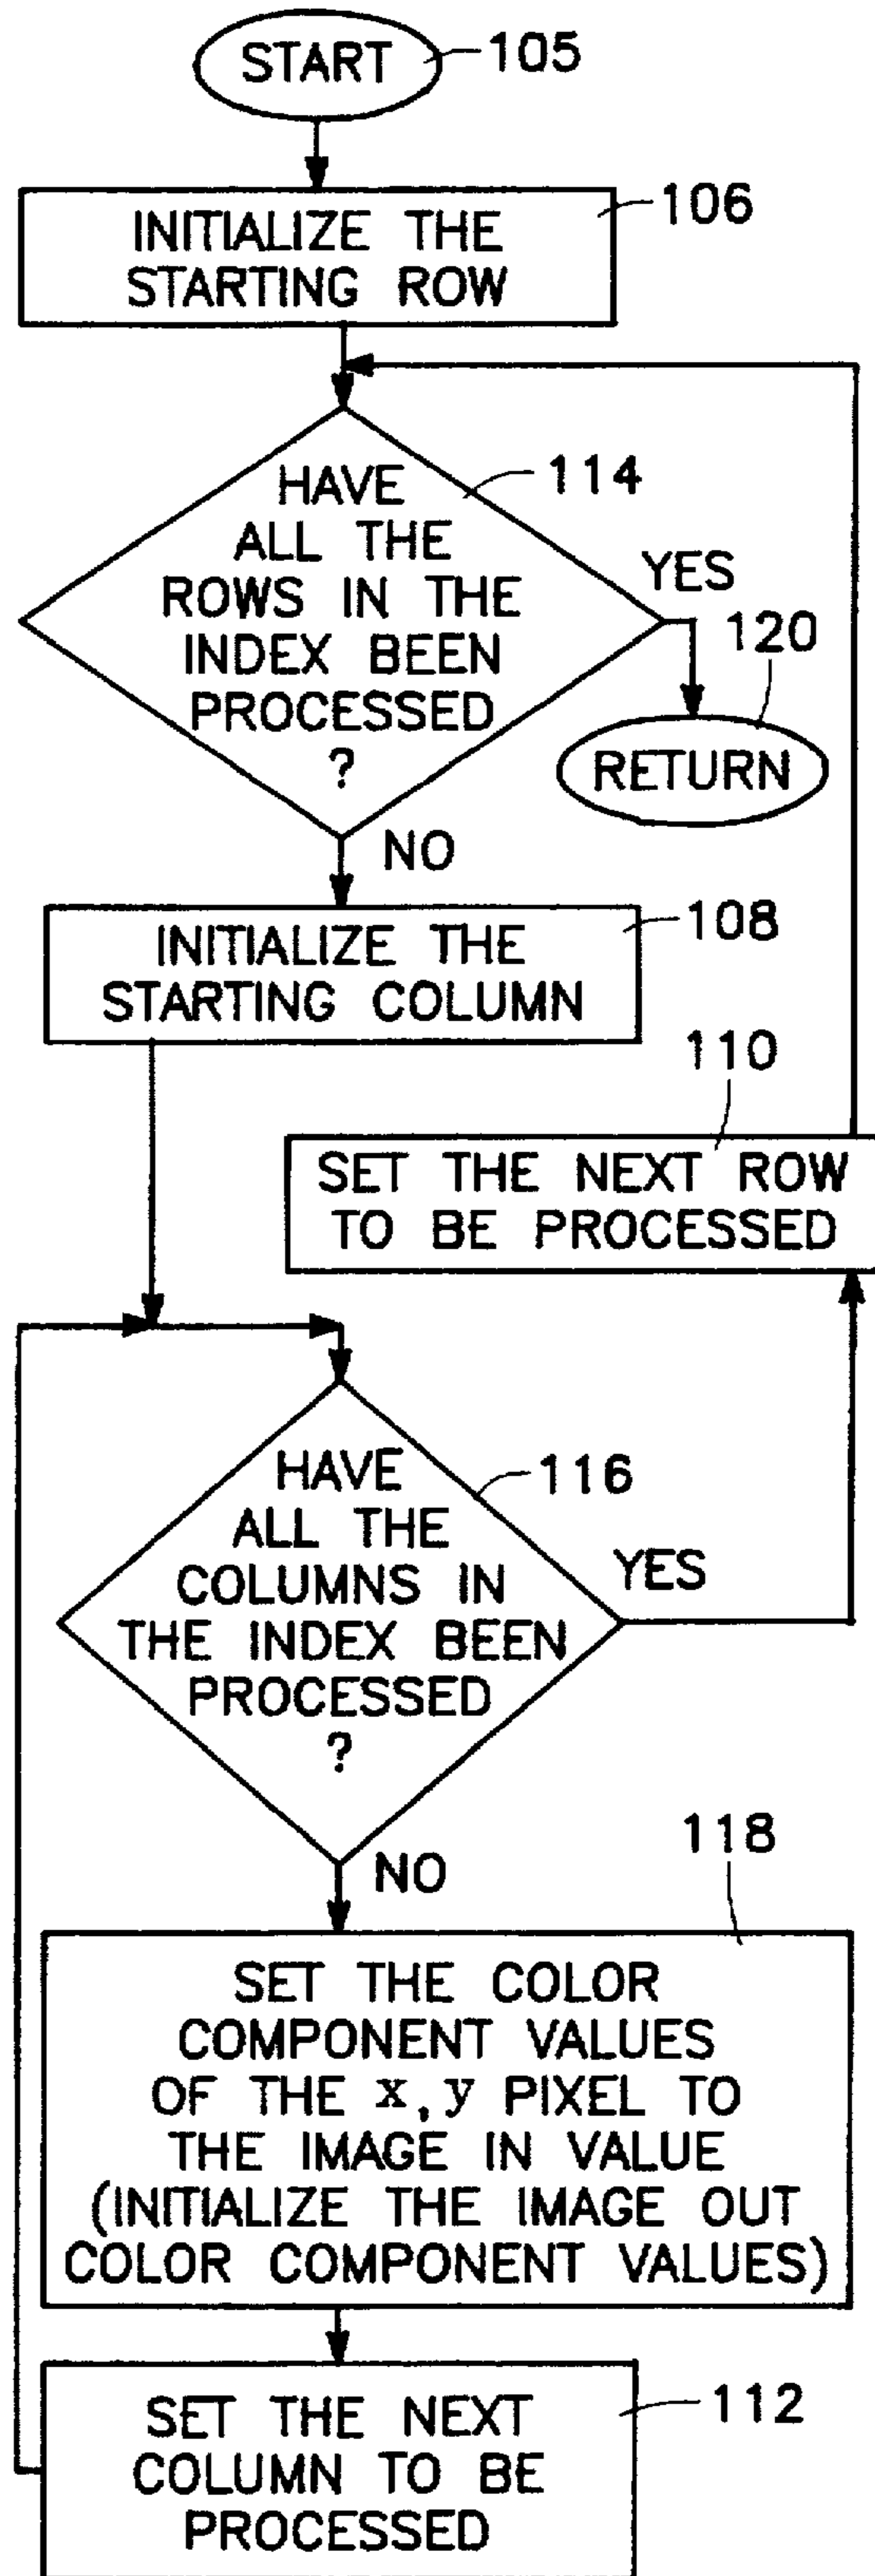 START
105
INITIALIZE THE
STARTING ROW
106
HAVE
ALL THE
ROWS IN THE
INDEX BEEN
PROCESSED
?
114
YES
120
RETURN
NO
INITIALIZE THE
STARTING COLUMN
108
110
SET THE NEXT ROW
TO BE PROCESSED
HAVE
ALL THE
COLUMNS IN
THE INDEX BEEN
PROCESSED
?
116
YES
NO
118
SET THE COLOR
COMPONENT VALUES
OF THE x,y PIXEL TO
THE IMAGE IN VALUE
(INITIALIZE THE IMAGE OUT
COLOR COMPONENT VALUES)
SET THE NEXT
COLUMN TO BE
PROCESSED
112